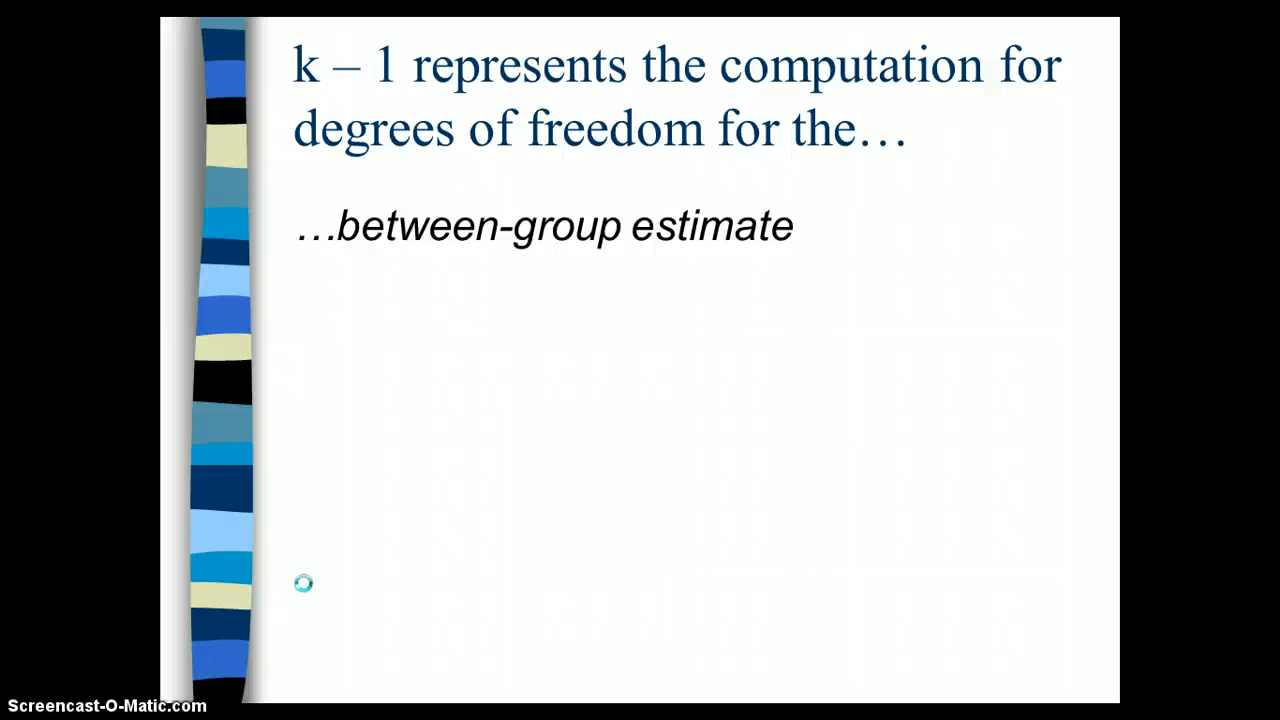 k – 1 represents the computation for
degrees of freedom for the…
…between-group estimate
Screencast-O-Matic.com